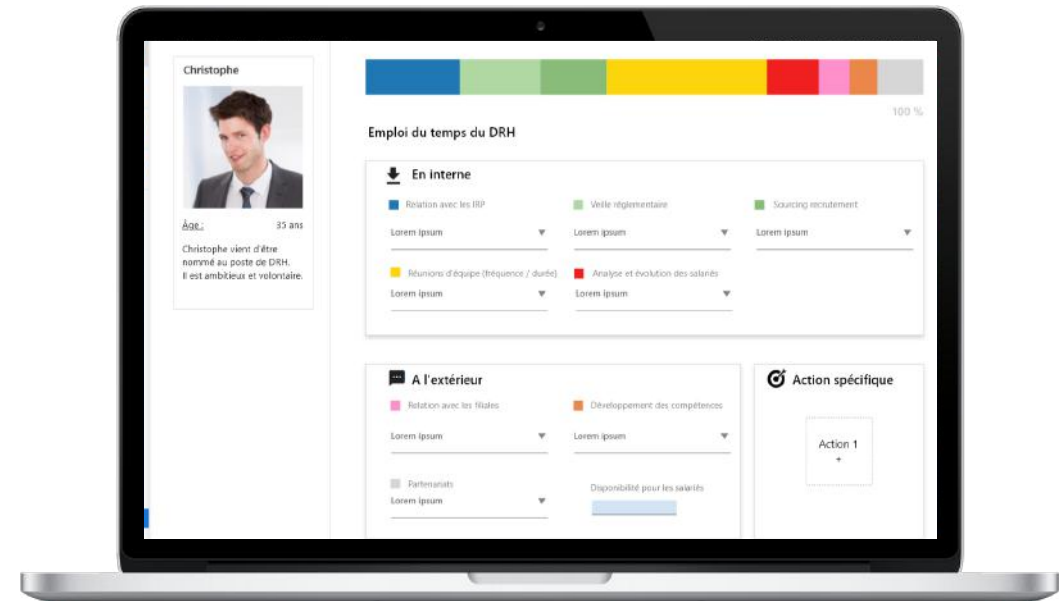 Christophe
Âge :
35 ans
Christophe vient d'être
nommé au poste de DRH.
Il est ambitieux et volontaire.
100 %
Emploi du temps du DRH
En interne
Relation avec les IRP
Veille réglementaire
Sourcing recrutement
Lorem ipsum
Lorem ipsum
Lorem ipsum
Réunions d'équipe (fréquence / durée)
Analyse et évolution des salariés
Lorem ipsum
Lorem ipsum
A l'extérieur
Relation avec les filiales
Développement des compétences
Lorem ipsum
Lorem ipsum
Partenariats
Disponibilité pour les salariés
Lorem ipsum
Action spécifique
Action 1
+